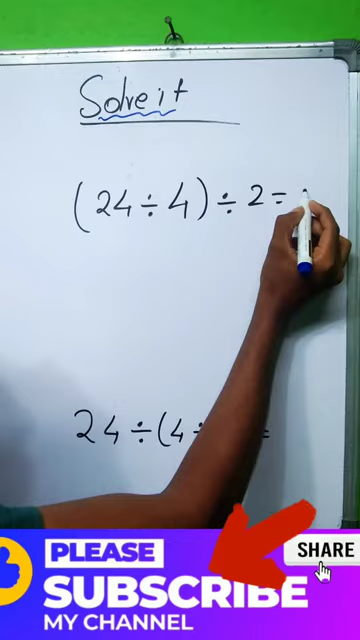 Solve it
(24 ÷ 4) ÷ 2 =
24 ÷ (4 ÷ =
PLEASE
SUBSCRIBE
MY CHANNEL
SHARE